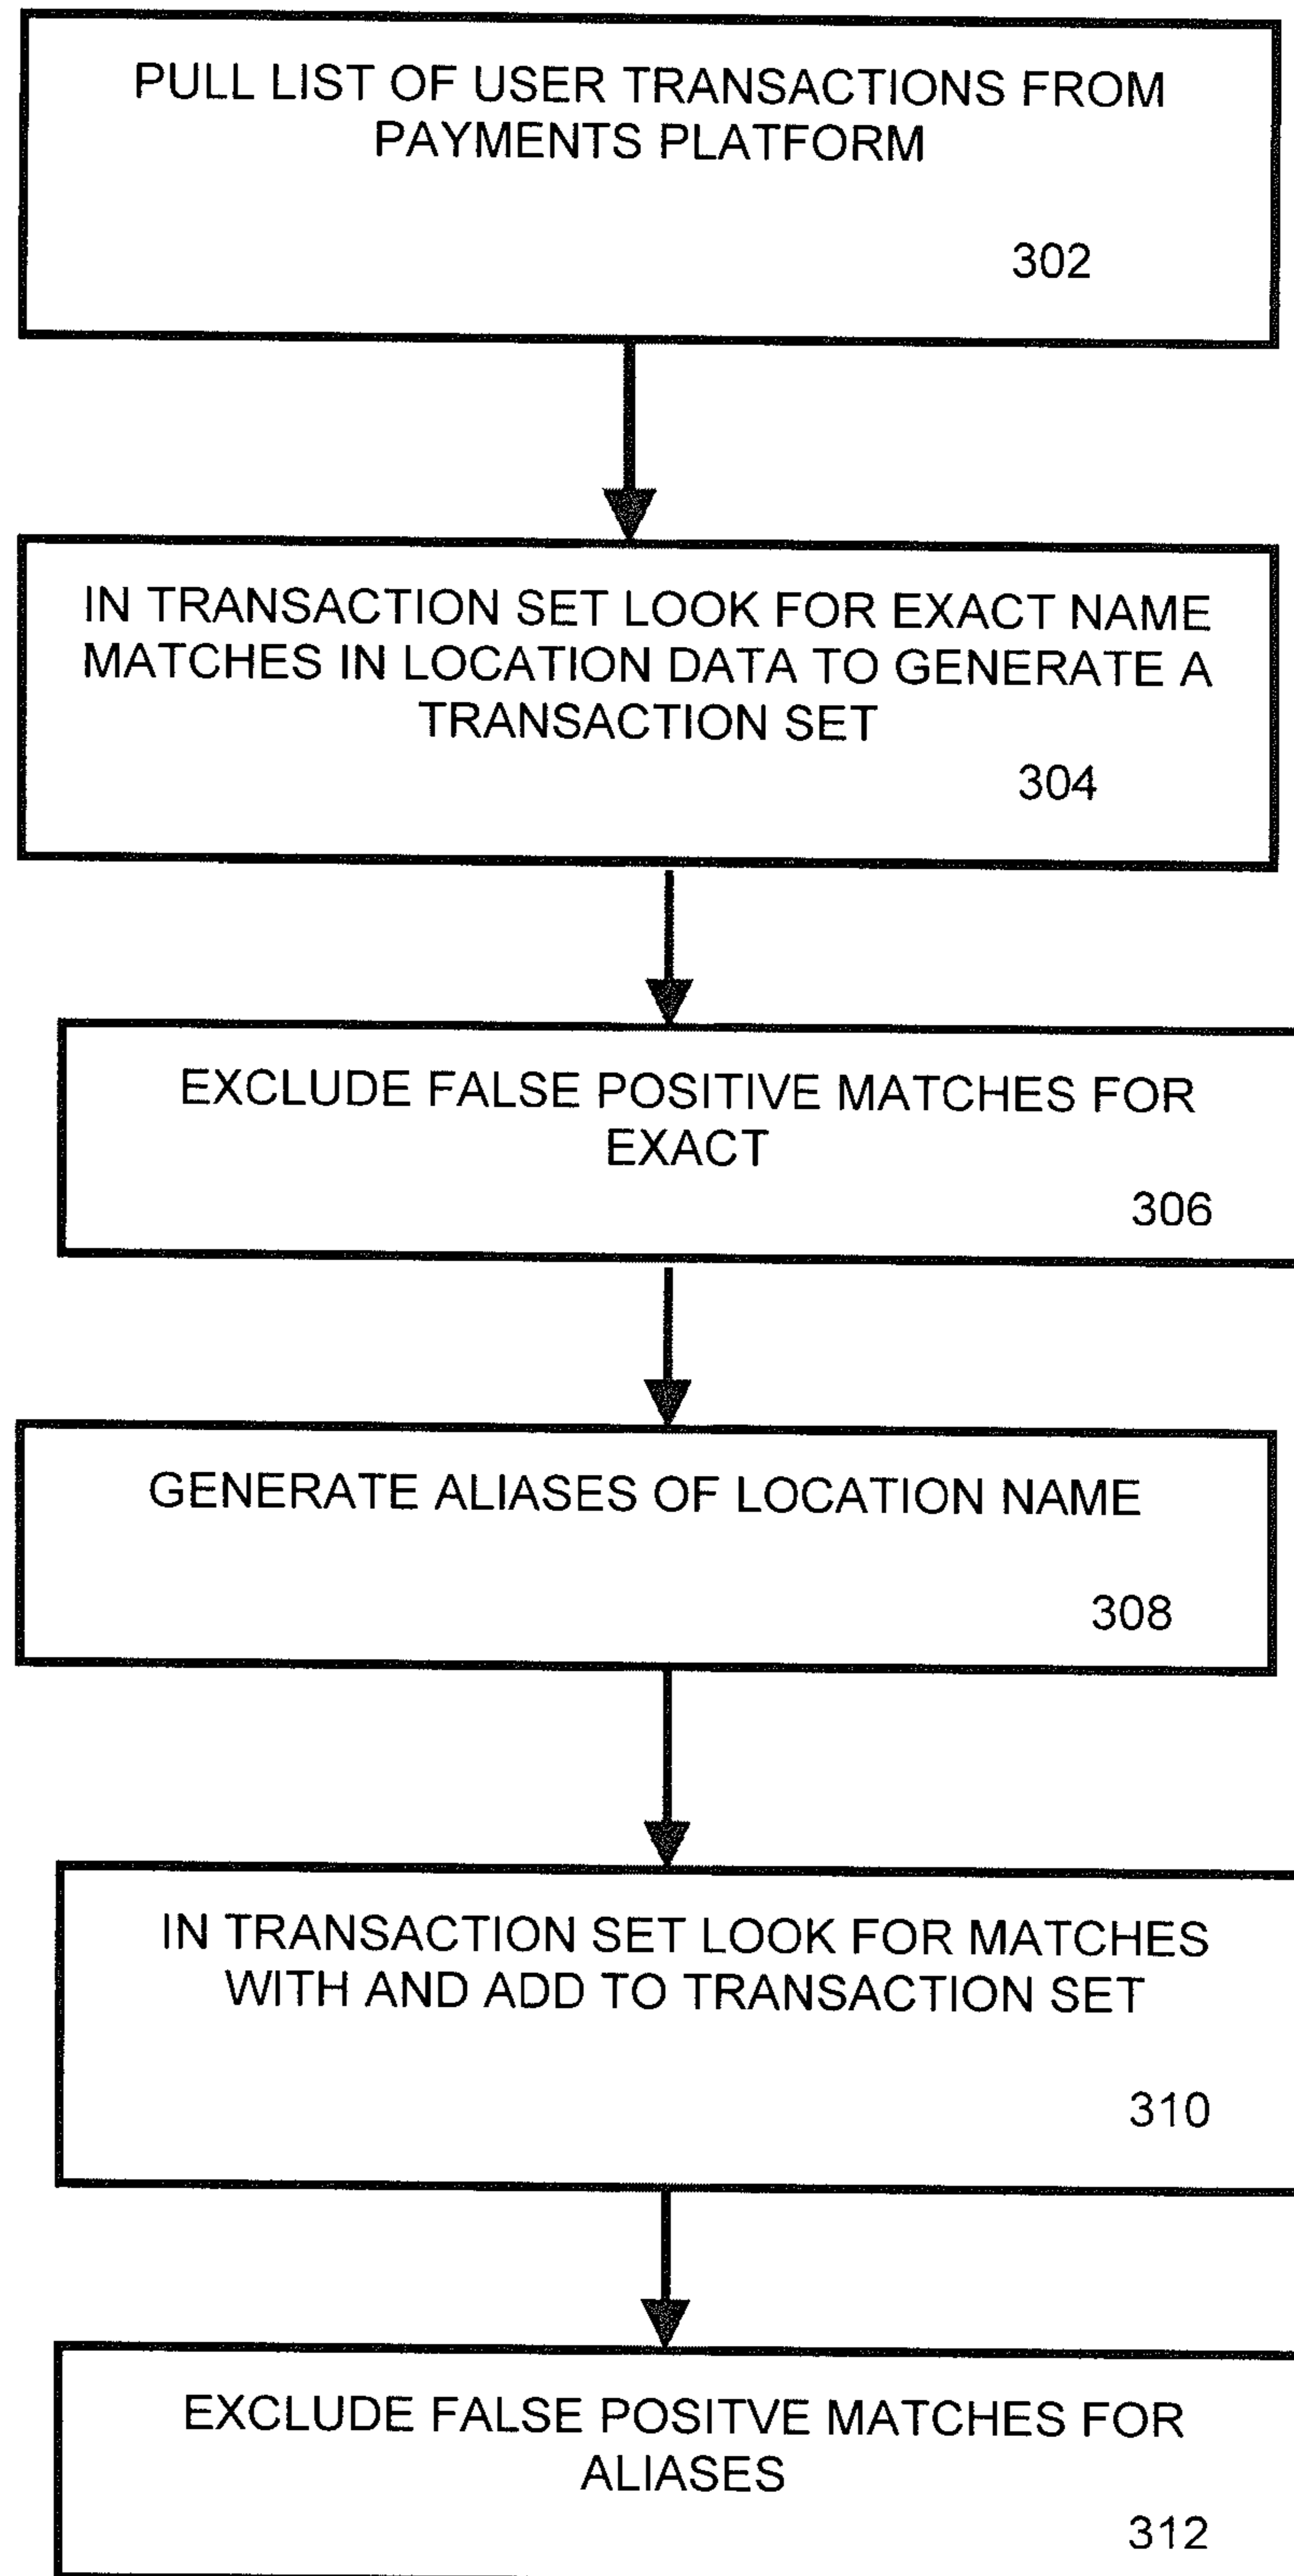 PULL LIST OF USER TRANSACTIONS FROM
PAYMENTS PLATFORM
302
IN TRANSACTION SET LOOK FOR EXACT NAME
MATCHES IN LOCATION DATA TO GENERATE A
TRANSACTION SET
304
EXCLUDE FALSE POSITIVE MATCHES FOR
EXACT
306
GENERATE ALIASES OF LOCATION NAME
308
IN TRANSACTION SET LOOK FOR MATCHES
WITH AND ADD TO TRANSACTION SET
310
EXCLUDE FALSE POSITVE MATCHES FOR
ALIASES
312